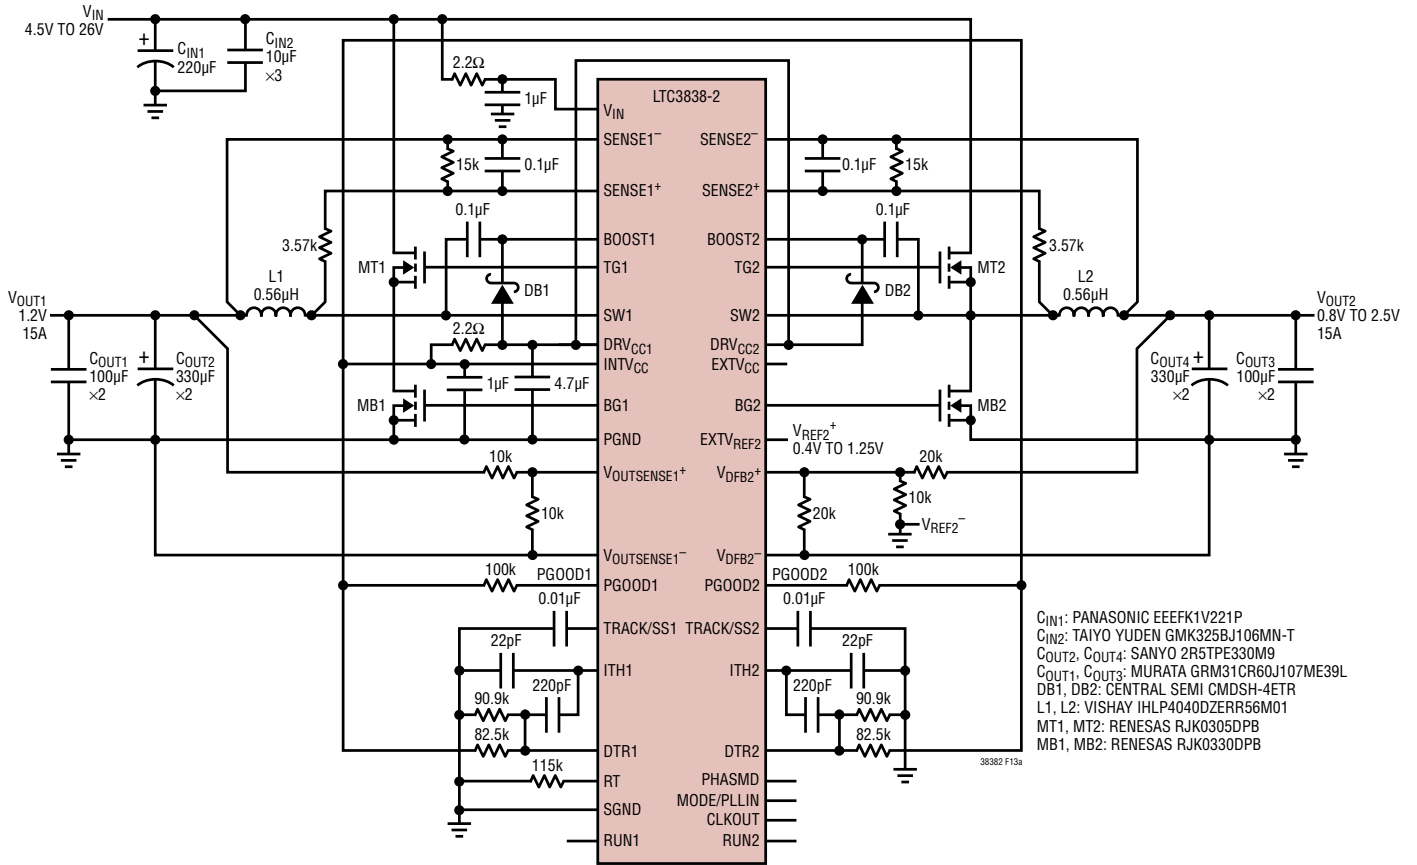 VIN
4.5V TO 26V
+
CIN1
220µF
CIN2
10µF
×3
2.2Ω
1µF
LTC3838-2
VIN
SENSE1–
SENSE2–
15k
0.1µF
0.1µF
15k
SENSE1+
SENSE2+
0.1µF
0.1µF
3.57k
BOOST1
BOOST2
3.57k
MT1
TG1
TG2
MT2
L1
0.56µH
DB1
DB2
L2
0.56µH
VOUT1
1.2V
15A
SW1
SW2
VOUT2
0.8V TO 2.5V
15A
2.2Ω
DRVCC1
DRVCC2
INTVCC
EXTVCC
COUT1
100µF
×2
+
COUT2
330µF
×2
1µF
4.7µF
COUT4
330µF
×2
+
COUT3
100µF
×2
MB1
BG1
BG2
MB2
PGND
EXTVREF2
VREF2+
0.4V TO 1.25V
10k
VOUTSENSE1+
VDFB2+
20k
10k
20k
10k
VREF2–
VOUTSENSE1–
VDFB2–
100k
PGOOD1
PGOOD1
PGOOD2
PGOOD2
100k
0.01µF
0.01µF
TRACK/SS1
TRACK/SS2
22pF
22pF
ITH1
ITH2
220pF
220pF
90.9k
90.9k
82.5k
82.5k
DTR1
DTR2
115k
RT
PHASMD
MODE/PLLIN
SGND
CLKOUT
RUN1
RUN2
38382 F13a
CIN1: PANASONIC EEEFK1V221P
CIN2: TAIYO YUDEN GMK325BJ106MN-T
COUT2, COUT4: SANYO 2R5TPE330M9
COUT1, COUT3: MURATA GRM31CR60J107ME39L
DB1, DB2: CENTRAL SEMI CMDSH-4ETR
L1, L2: VISHAY IHLP4040DZERR56M01
MT1, MT2: RENESAS RJK0305DPB
MB1, MB2: RENESAS RJK0330DPB